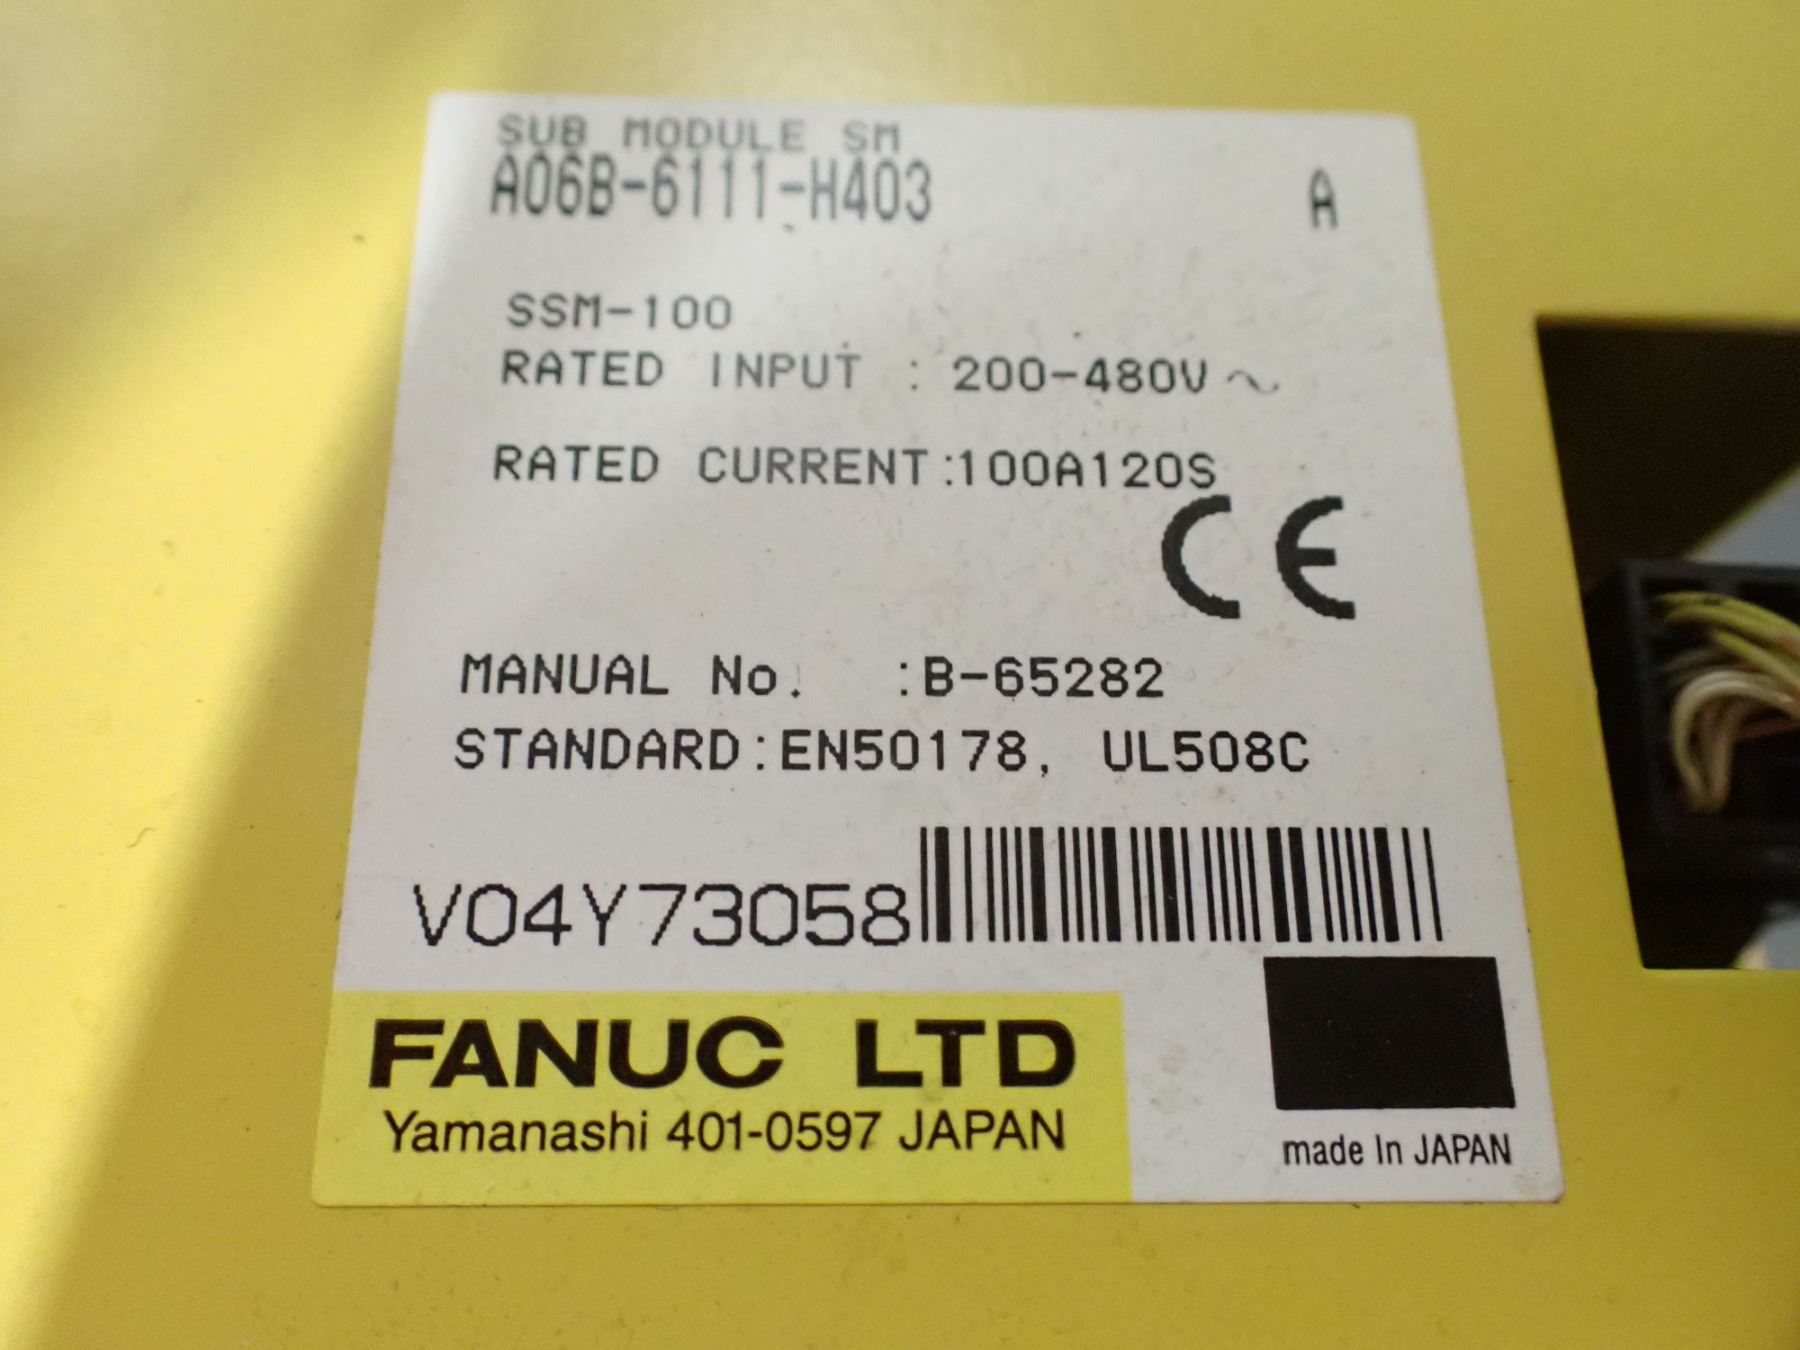 SUB MODULE SM
A06B-6111-H403 A
SSM-100
RATED INPUT : 200-480V ~
RATED CURRENT:100A120S
CE
MANUAL No. :B-65282
STANDARD:EN50178, UL508C
V04Y73058
FANUC LTD
Yamanashi 401-0597 JAPAN
made In JAPAN